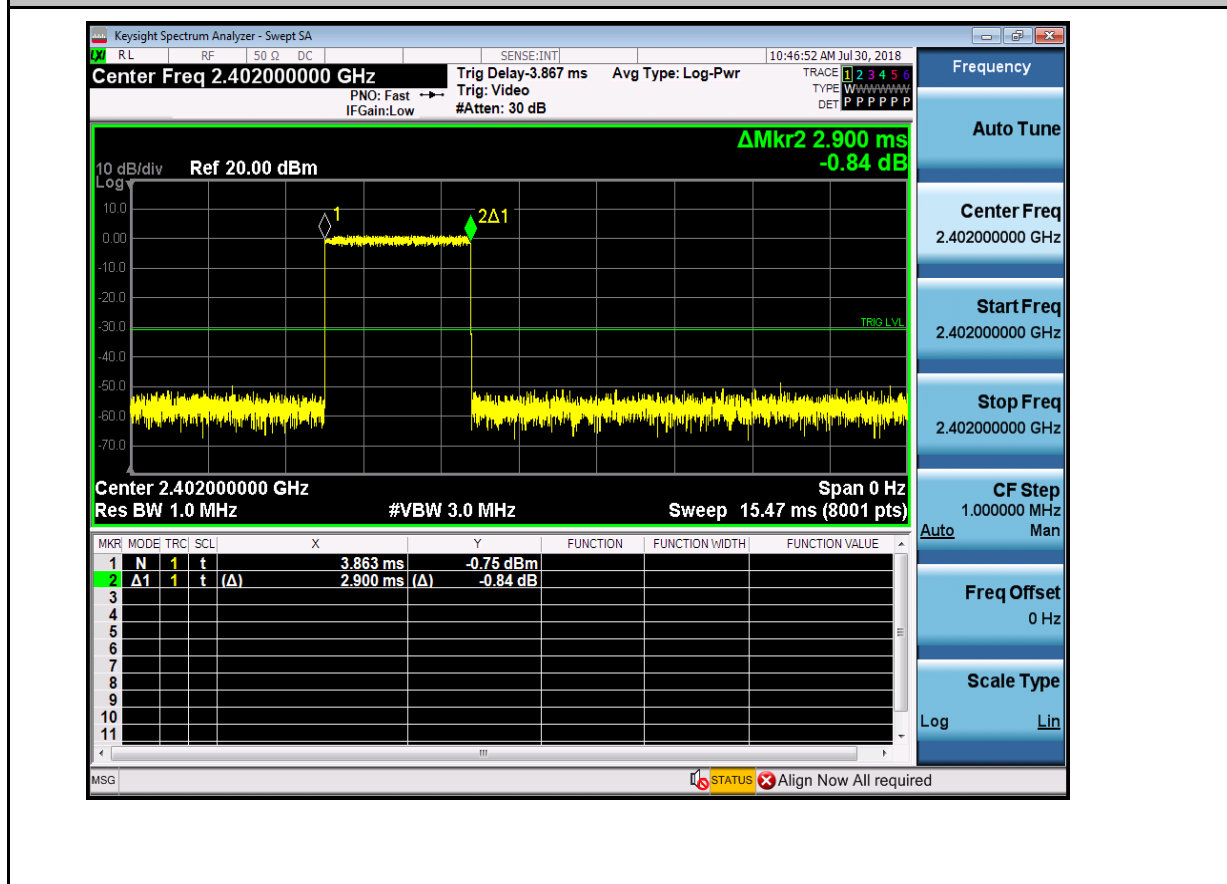 Keysight Spectrum Analyzer - Swept SA
LXI RL RF 50 Ω DC SENSE:INT 10:46:52 AM Jul 30, 2018
Center Freq 2.402000000 GHz
PNO: Fast
IFGain:Low
Trig Delay-3.867 ms
Trig: Video
#Atten: 30 dB
Avg Type: Log-Pwr
TRACE 1 2 3 4 5 6
TYPE WWWWWW
DET P P P P P P
ΔMkr2 2.900 ms
-0.84 dB
10 dB/div
Log
Ref 20.00 dBm
10.0
0.00
-10.0
-20.0
-30.0
-40.0
-50.0
-60.0
-70.0
1
2Δ1
TRIG LVL
Center 2.402000000 GHz
Span 0 Hz
Res BW 1.0 MHz
#VBW 3.0 MHz
Sweep 15.47 ms (8001 pts)
MKR MODE TRC SCL X Y FUNCTION FUNCTION WIDTH FUNCTION VALUE
1 N 1 t 3.863 ms -0.75 dBm
2 Δ1 1 t (Δ) 2.900 ms (Δ) -0.84 dB
3
4
5
6
7
8
9
10
11
MSG
STATUS
Align Now All required
Frequency
Auto Tune
Center Freq
2.402000000 GHz
Start Freq
2.402000000 GHz
Stop Freq
2.402000000 GHz
CF Step
1.000000 MHz
Auto Man
Freq Offset
0 Hz
Scale Type
Log Lin